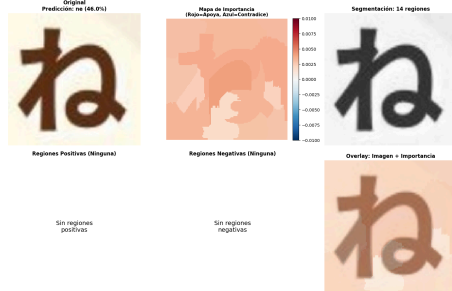 Original
Predicción: ne (46.0%)
ね
Mapa de Importancia
(Rojo=Apoya, Azul=Contradice)
0.0100
0.0075
0.0050
0.0025
0.0000
−0.0025
−0.0050
−0.0075
−0.0100
Segmentación: 14 regiones
ね
Regiones Positivas (Ninguna)
Sin regiones
positivas
Regiones Negativas (Ninguna)
Sin regiones
negativas
Overlay: Imagen + Importancia
ね